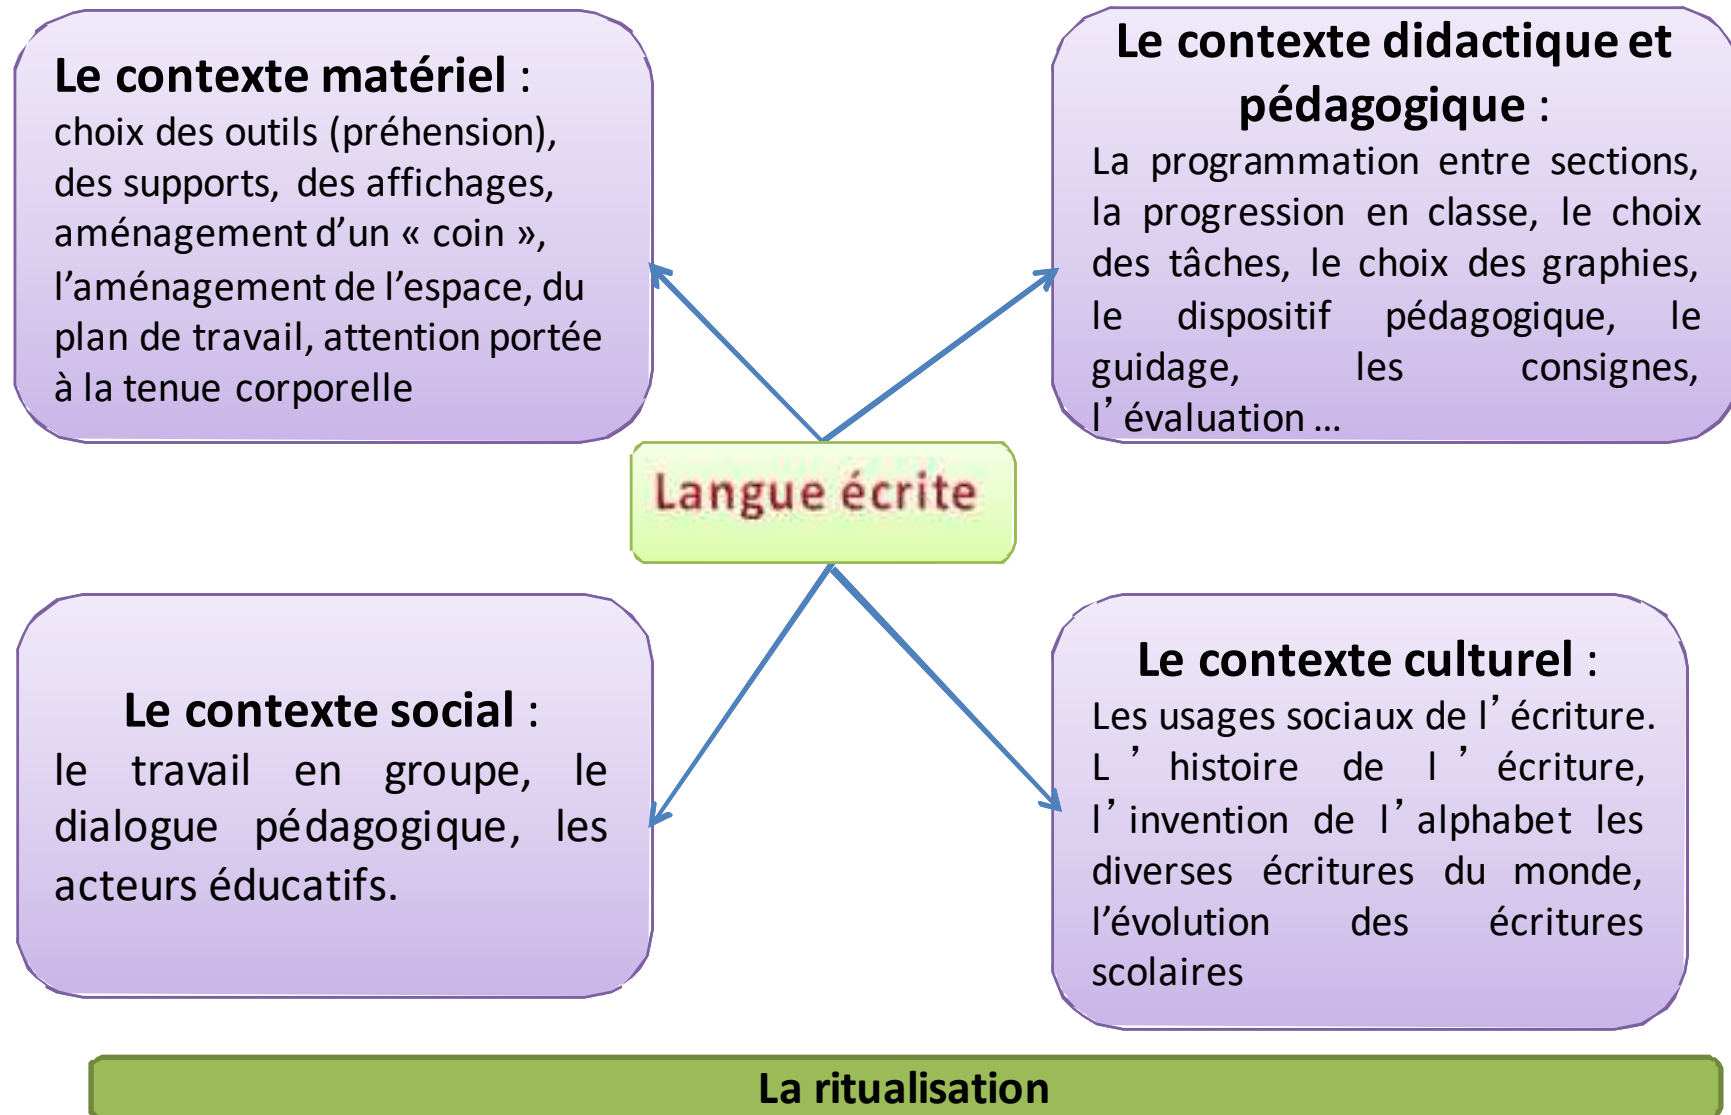 Le contexte matériel :
choix des outils (préhension),
des supports, des affichages,
aménagement d'un « coin »,
l'aménagement de l'espace, du
plan de travail, attention portée
à la tenue corporelle
Le contexte didactique et
pédagogique :
La programmation entre sections,
la progression en classe, le choix
des tâches, le choix des graphies,
le dispositif pédagogique, le
guidage, les consignes,
l’évaluation ...
Langue écrite
Le contexte social :
le travail en groupe, le
dialogue pédagogique, les
acteurs éducatifs.
Le contexte culturel :
Les usages sociaux de l’écriture.
L’histoire de l’écriture,
l’invention de l’alphabet les
diverses écritures du monde,
l’évolution des écritures
scolaires
La ritualisation